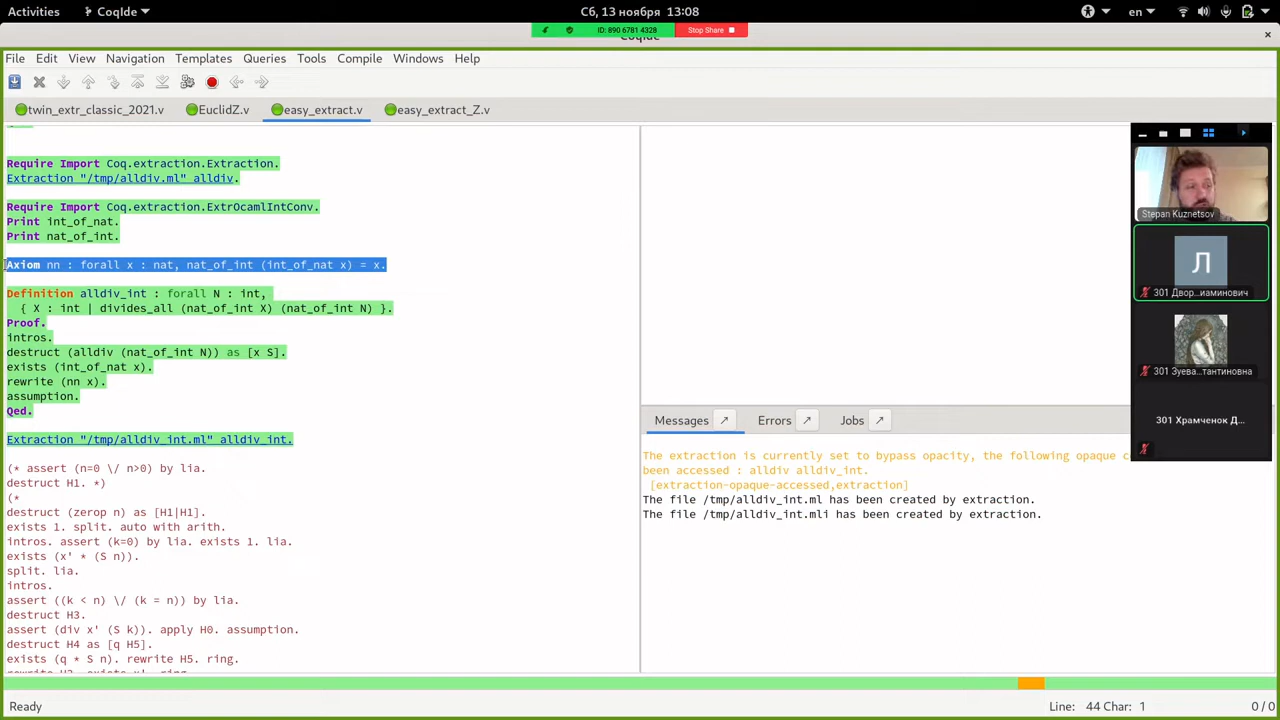 Activities
CoqIde
Сб, 13 ноября 13:08
en
ID: 890 6781 4328
Stop Share
File Edit View Navigation Templates Queries Tools Compile Windows Help
twin_extr_classic_2021.v
EuclidZ.v
easy_extract.v
easy_extract_Z.v
Require Import Coq.extraction.Extraction.
Extraction "/tmp/alldiv.ml" alldiv.
Require Import Coq.extraction.ExtrOcamlIntConv.
Print int_of_nat.
Print nat_of_int.
Axiom nn : forall x : nat, nat_of_int (int_of_nat x) = x.
Definition alldiv_int : forall N : int,
{ X : int | divides_all (nat_of_int X) (nat_of_int N) }.
Proof.
intros.
destruct (alldiv (nat_of_int N)) as [x S].
exists (int_of_nat x).
rewrite (nn x).
assumption.
Qed.
Extraction "/tmp/alldiv_int.ml" alldiv_int.
(* assert (n=0 \/ n>0) by lia.
destruct H1. *)
(*
destruct (zerop n) as [H1|H1].
exists 1. split. auto with arith.
intros. assert (k=0) by lia. exists 1. lia.
exists (x' * (S n)).
split. lia.
intros.
assert ((k < n) \/ (k = n)) by lia.
destruct H3.
assert (div x' (S k)). apply H0. assumption.
destruct H4 as [q H5].
exists (q * S n). rewrite H5. ring.
Messages
Errors
Jobs
The extraction is currently set to bypass opacity, the following opaque
been accessed : alldiv alldiv_int.
[extraction-opaque-accessed,extraction]
The file /tmp/alldiv_int.ml has been created by extraction.
The file /tmp/alldiv_int.mli has been created by extraction.
Stepan Kuznetsov
301 Двор...иаминович
301 Зуева...тантиновна
301 Храмченок Д...
Ready
Line: 44 Char: 1
0 / 0